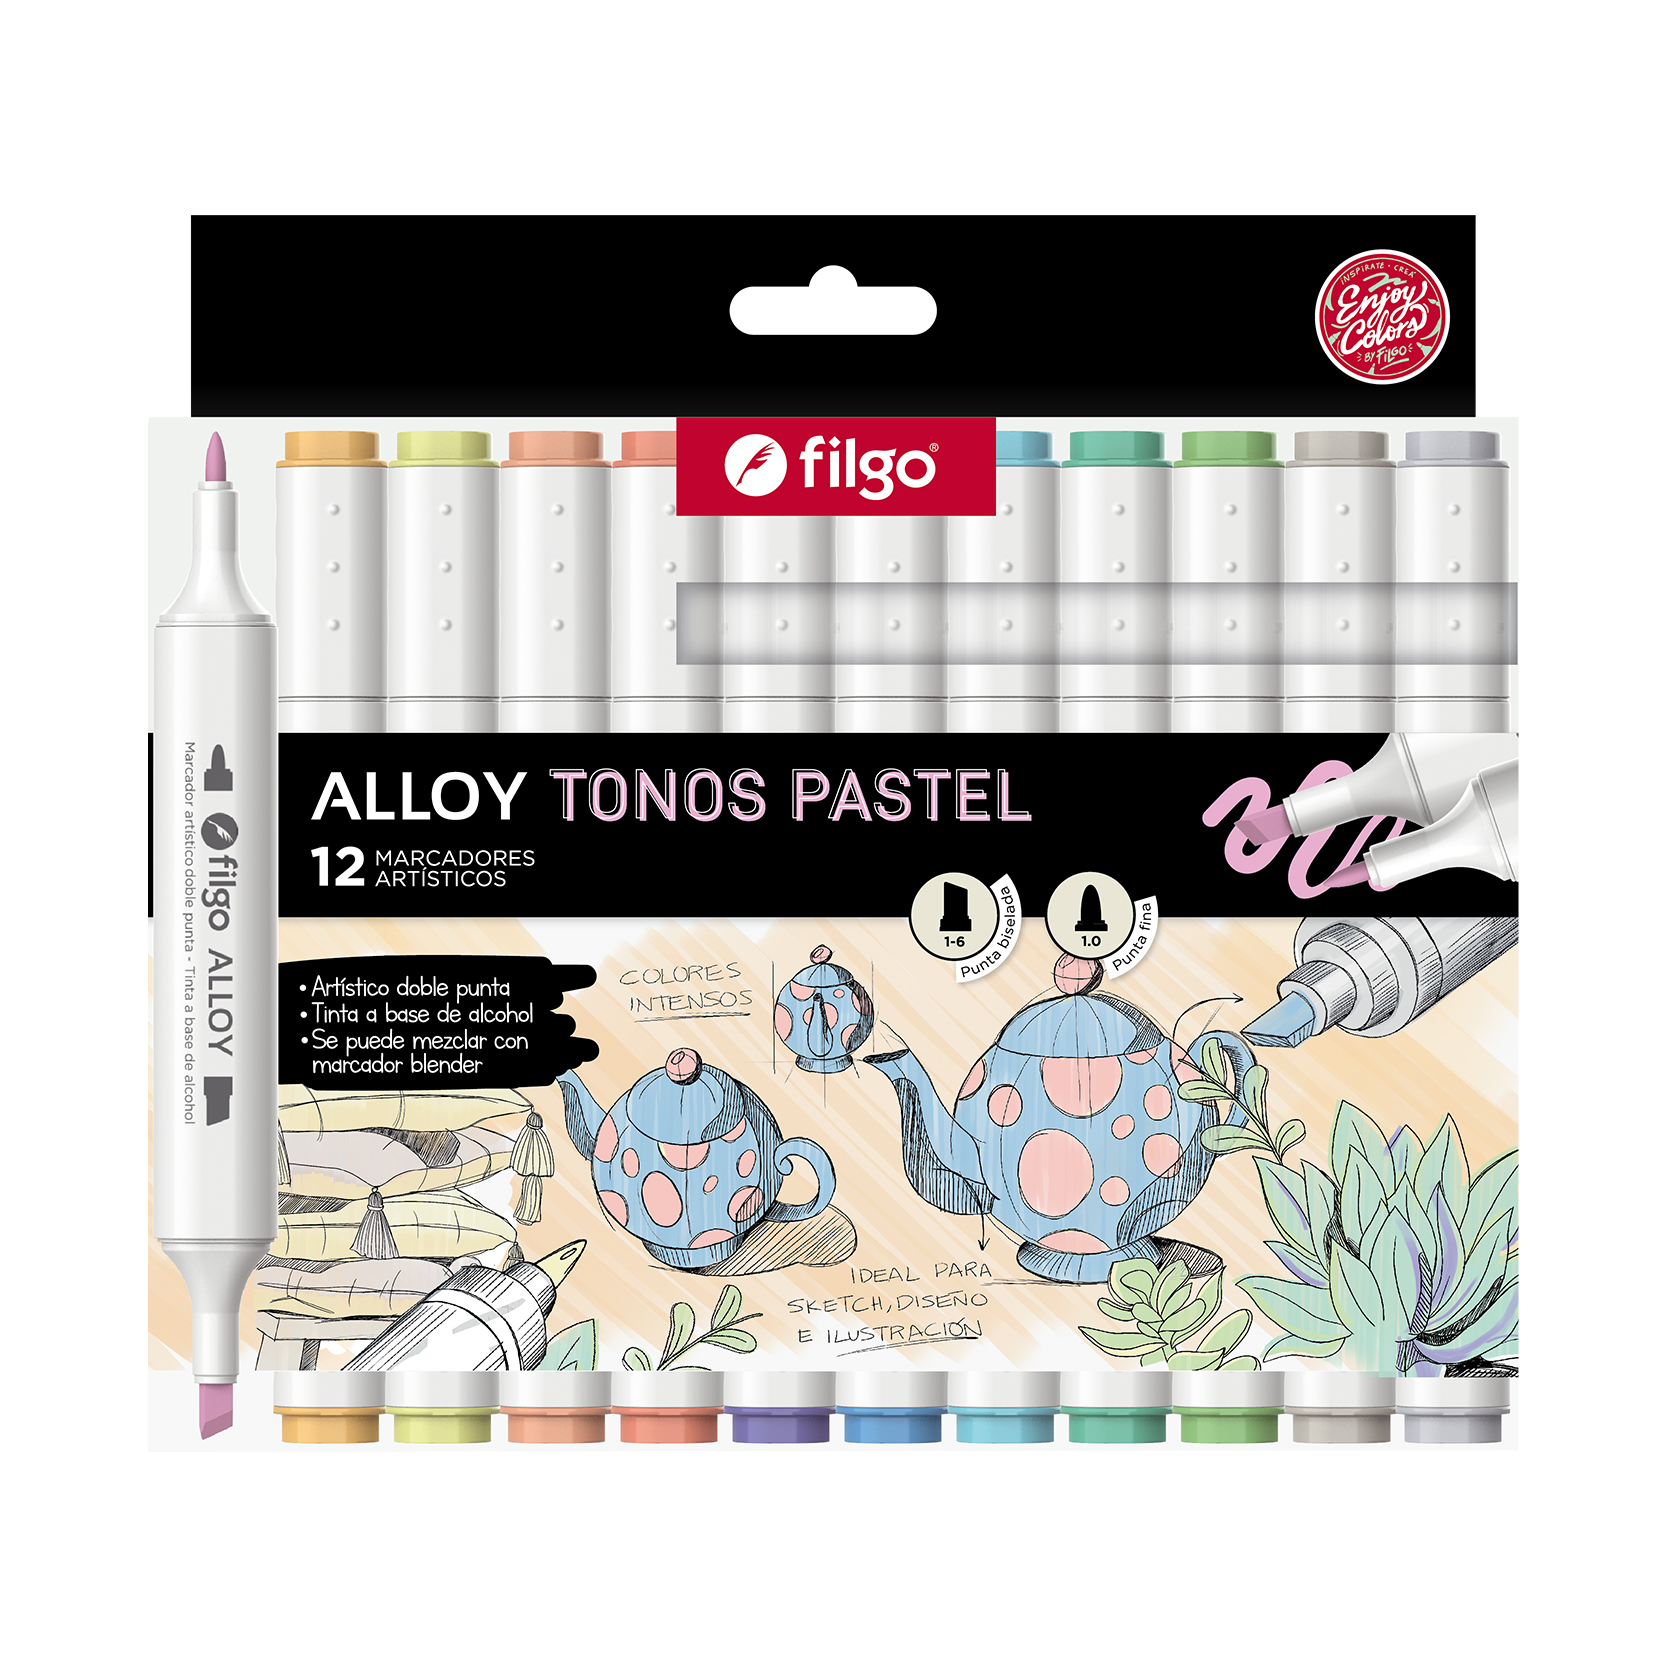 INSPIRATE · CREÁ
Enjoy
Colors
BY FILGO
filgo®
ALLOY TONOS PASTEL
12 MARCADORES
ARTÍSTICOS
1-6
Punta biselada
1.0
Punta fina
filgo ALLOY
Marcador artístico doble punta - Tinta a base de alcohol
• Artístico doble punta
• Tinta a base de alcohol
• Se puede mezclar con
marcador blender
COLORES
INTENSOS
IDEAL PARA
SKETCH, DISEÑO
E ILUSTRACIÓN